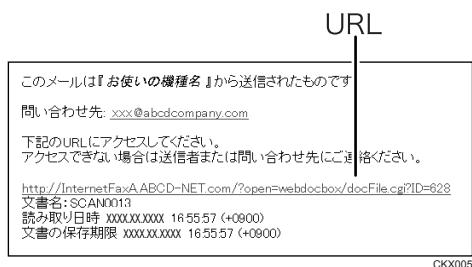 URL
このメールは『お使いの機種名』から送信されたものです
問い合わせ先: xxx@abcdcompany.com
下記のURLにアクセスしてください。
アクセスできない場合は送信者または問い合わせ先にご連絡ください。
http://InternetFaxA.ABCD-NET.com/?open=webdocbox/docFile.cgi?ID=628
文書名:SCAN0013
読み取り日時 XXXX.XX.XXXX 16:55:57 (+0900)
文書の保存期限 XXXX.XX.XXXX 16:55:57 (+0900)
CKX005